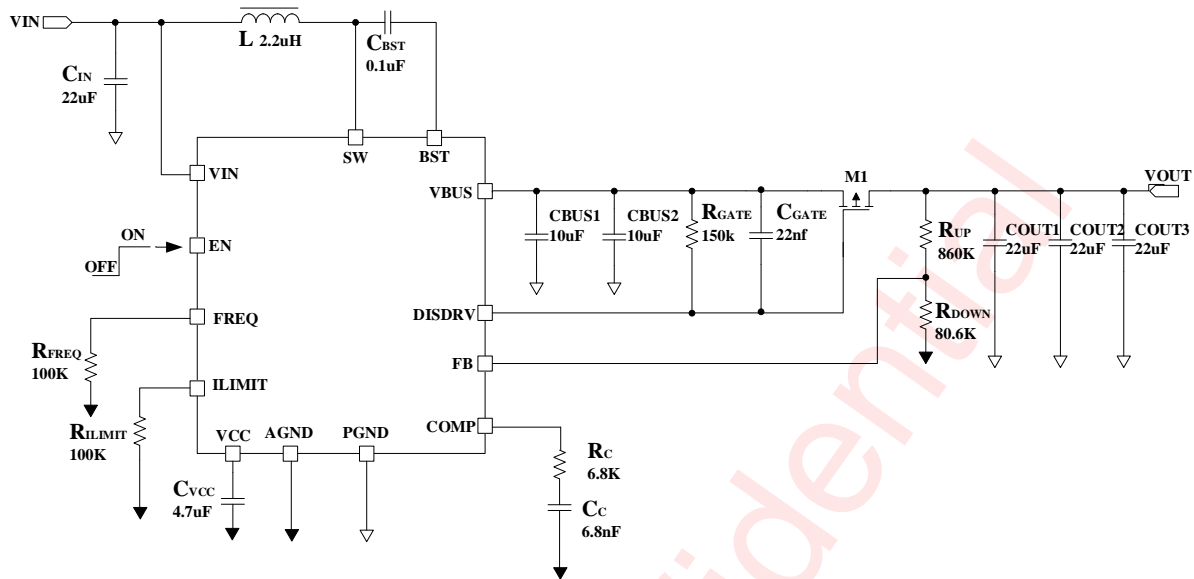 VIN
L 2.2uH
CBST
0.1uF
CIN
22uF
SW
BST
VIN
VBUS
M1
VOUT
CBUS1
10uF
CBUS2
10uF
RGATE
150k
CGATE
22nf
RUP
860K
COUT1
22uF
COUT2
22uF
COUT3
22uF
ON
OFF
EN
FREQ
DISDRV
RDOWN
80.6K
RFREQ
100K
FB
ILIMIT
RILIMIT
100K
COMP
VCC
AGND
PGND
CVCC
4.7uF
RC
6.8K
CC
6.8nF